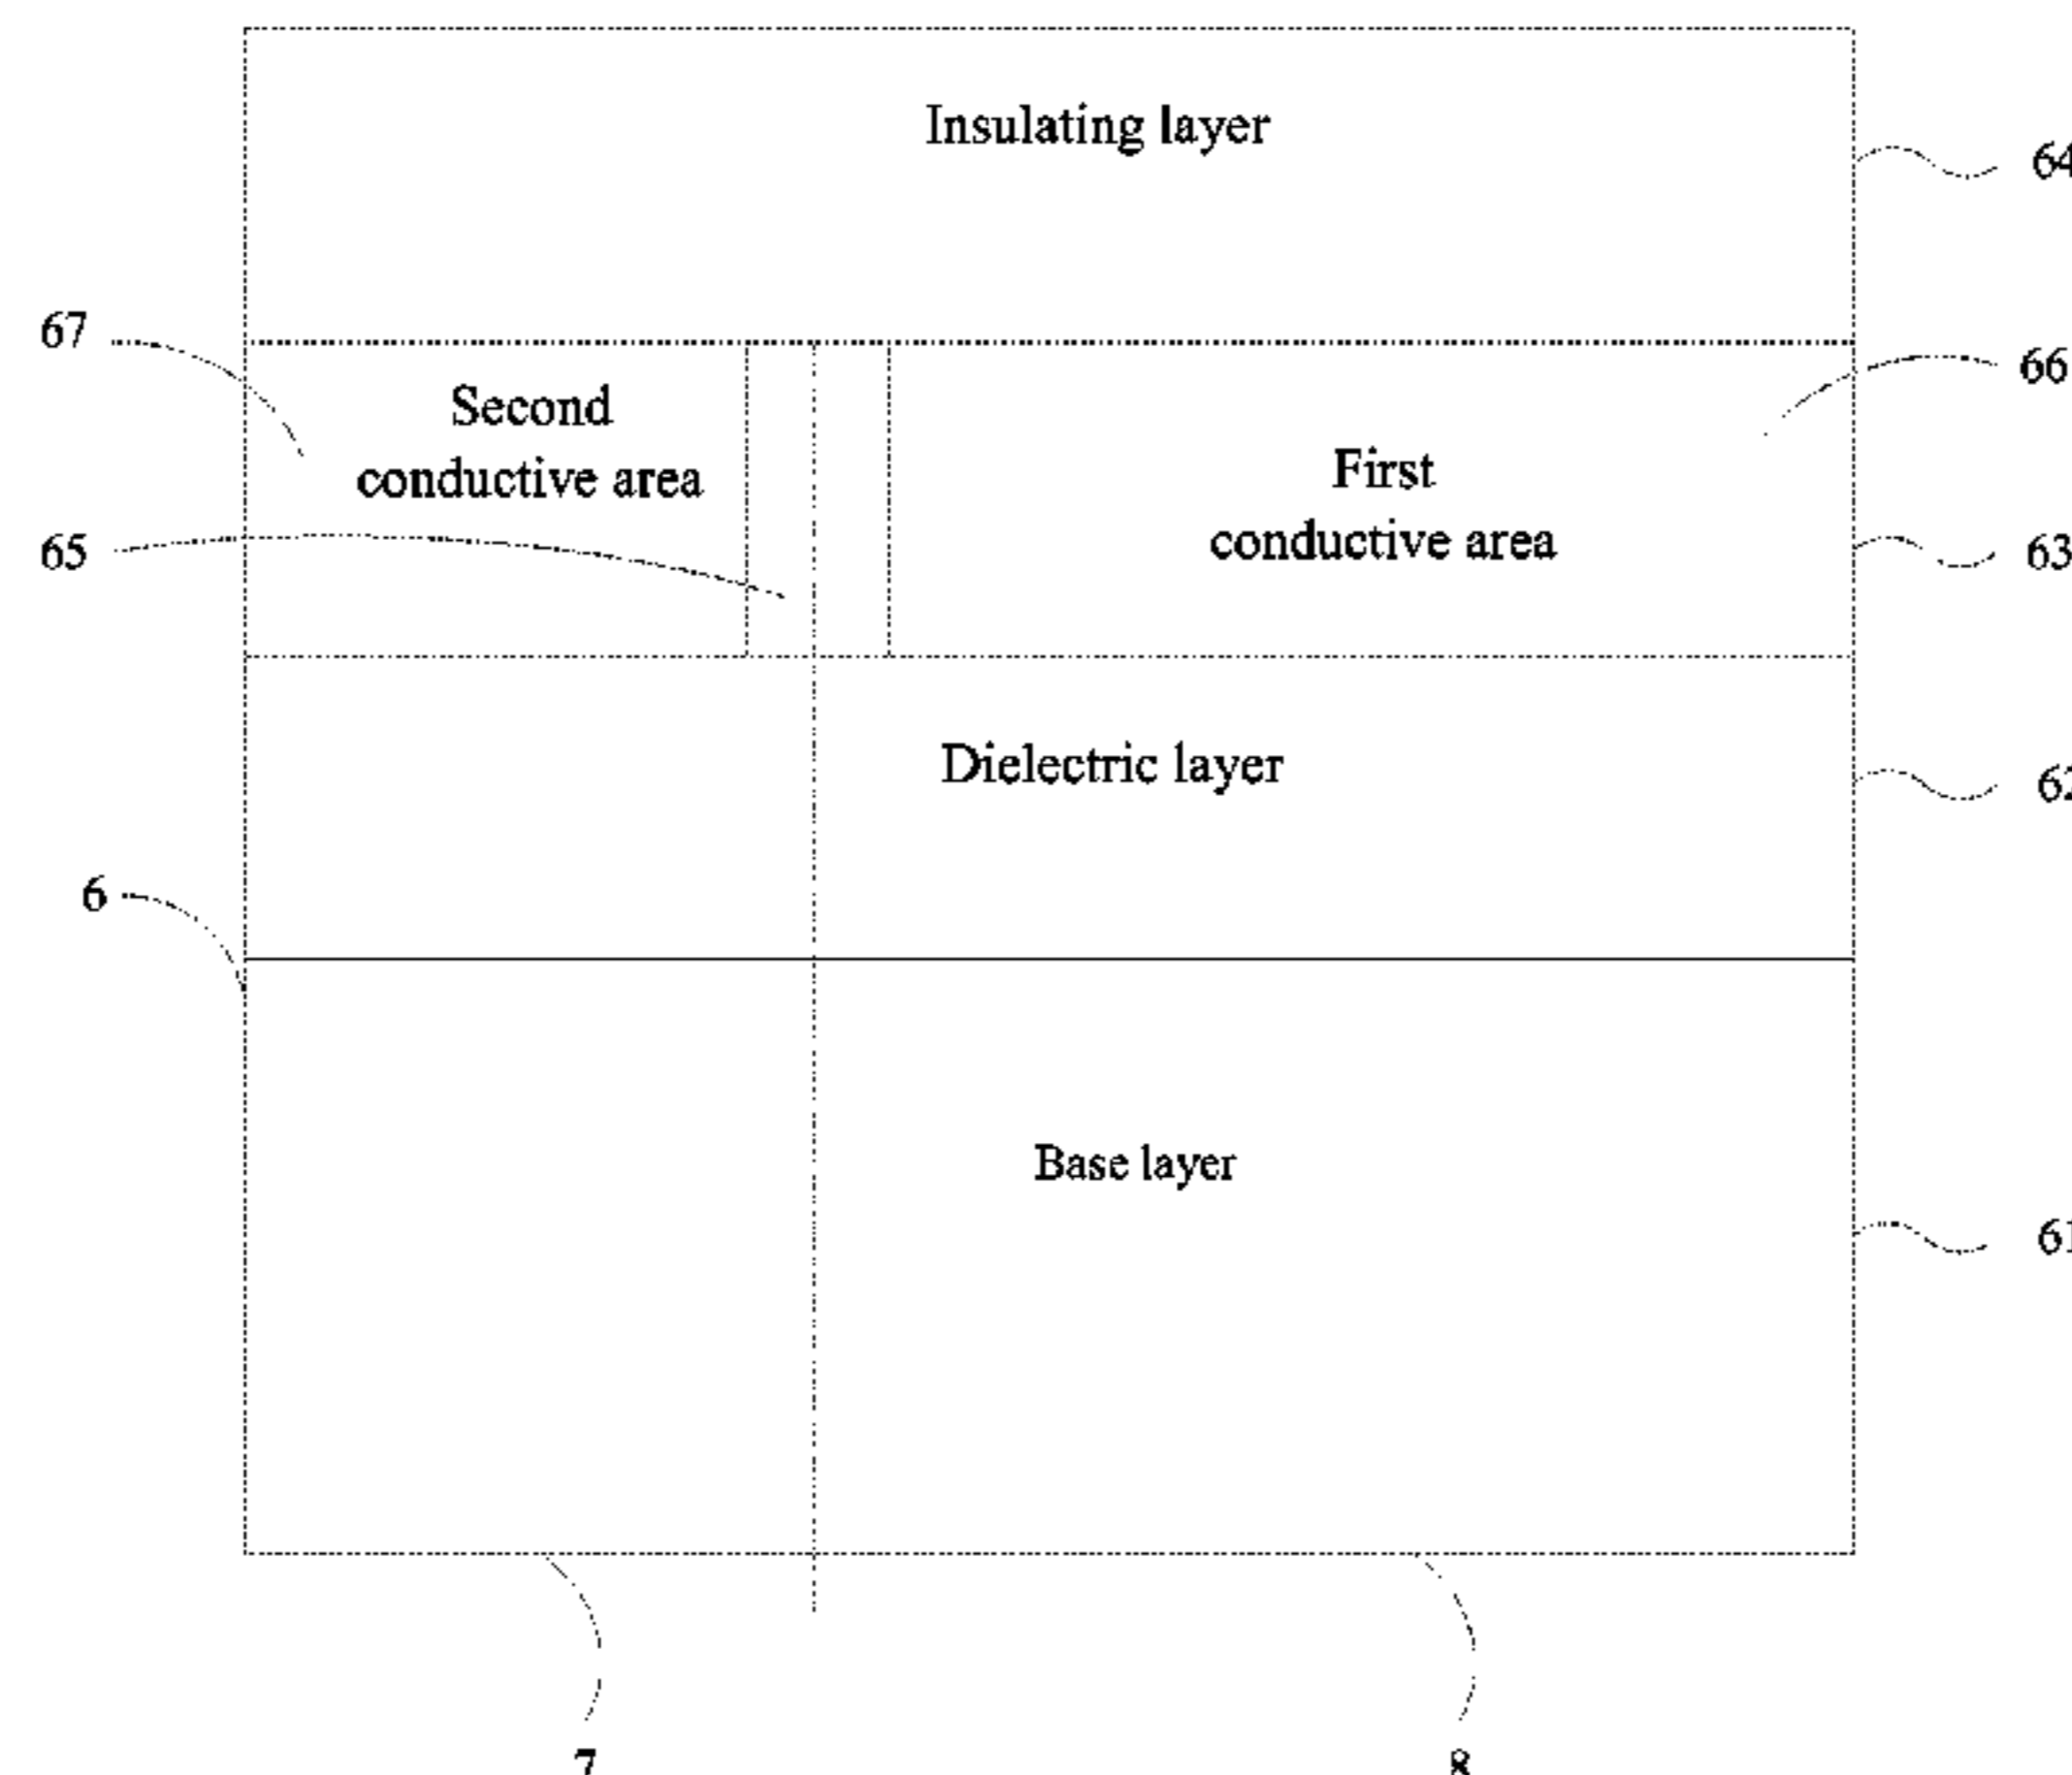 Insulating layer
64
67
66
Second
conductive area
First
conductive area
65
63
Dielectric layer
62
6
Base layer
61
7
8